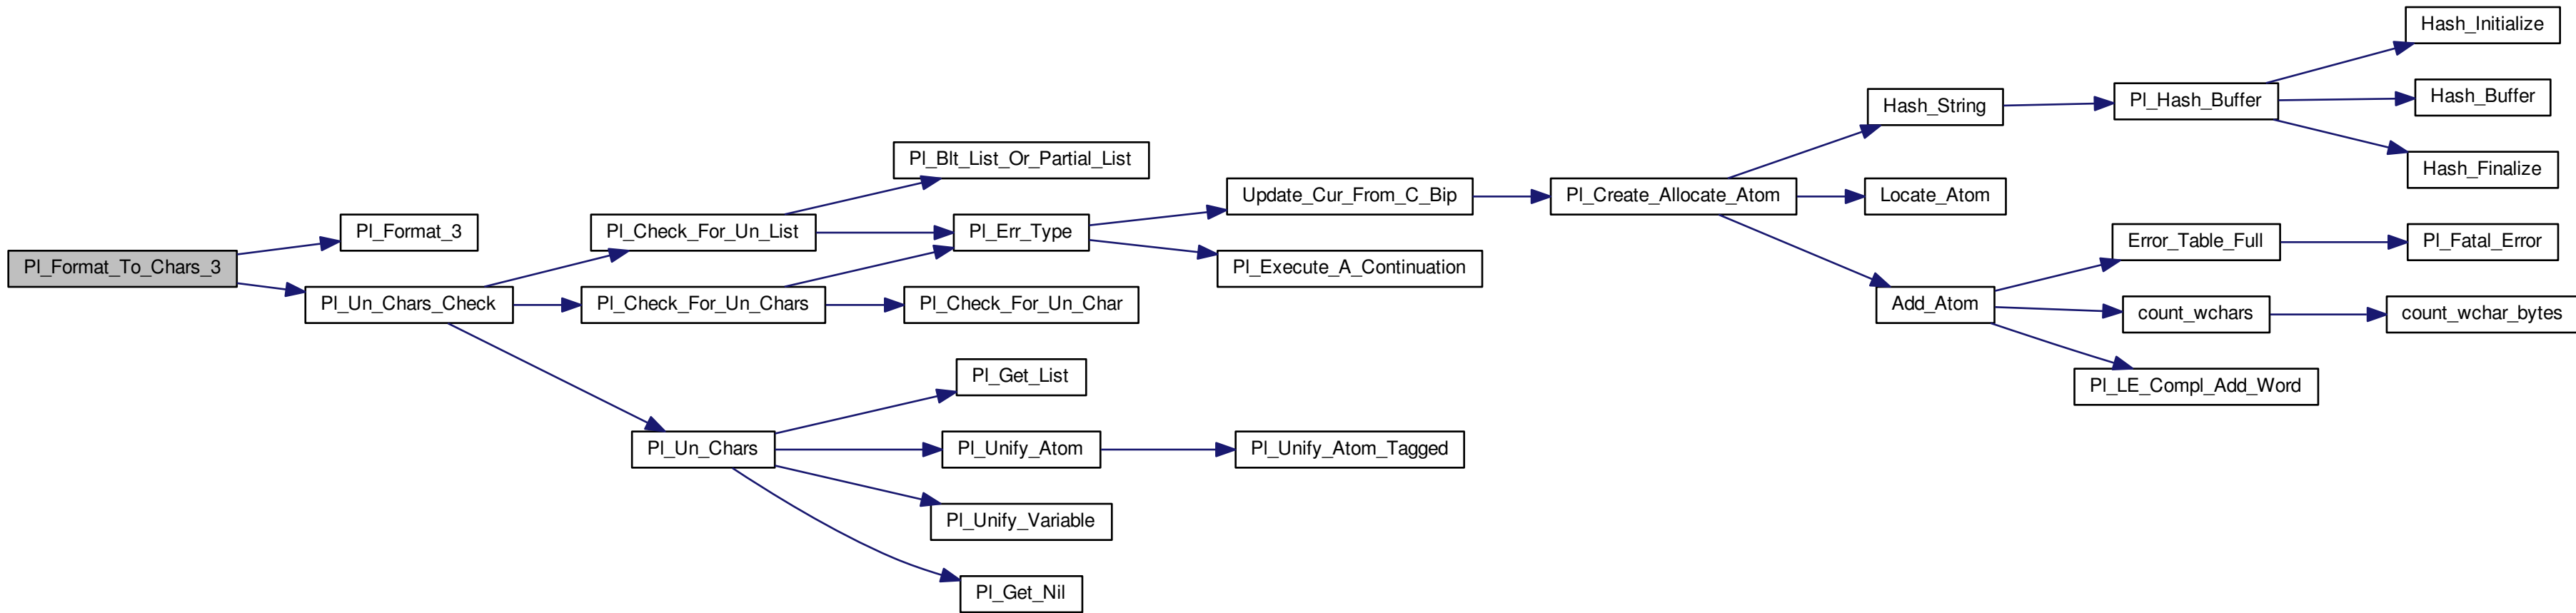 Pl_Format_To_Chars_3
Pl_Format_3
Pl_Un_Chars_Check
Pl_Check_For_Un_List
Pl_Check_For_Un_Chars
Pl_Un_Chars
Pl_Blt_List_Or_Partial_List
Pl_Err_Type
Pl_Check_For_Un_Char
Pl_Get_List
Pl_Unify_Atom
Pl_Unify_Variable
Pl_Get_Nil
Update_Cur_From_C_Bip
Pl_Execute_A_Continuation
Pl_Unify_Atom_Tagged
Pl_Create_Allocate_Atom
Hash_String
Locate_Atom
Add_Atom
Pl_Hash_Buffer
Error_Table_Full
count_wchars
Pl_LE_Compl_Add_Word
Hash_Initialize
Hash_Buffer
Hash_Finalize
Pl_Fatal_Error
count_wchar_bytes